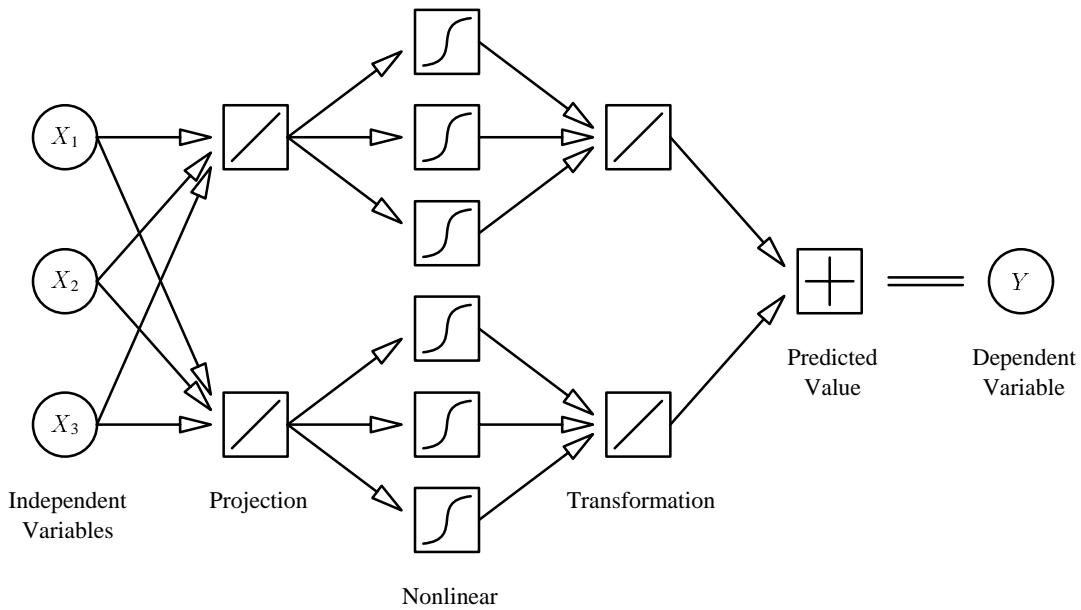 X₁
X₂
X₃
Y
Predicted
Value
Dependent
Variable
Independent
Variables
Projection
Transformation
Nonlinear